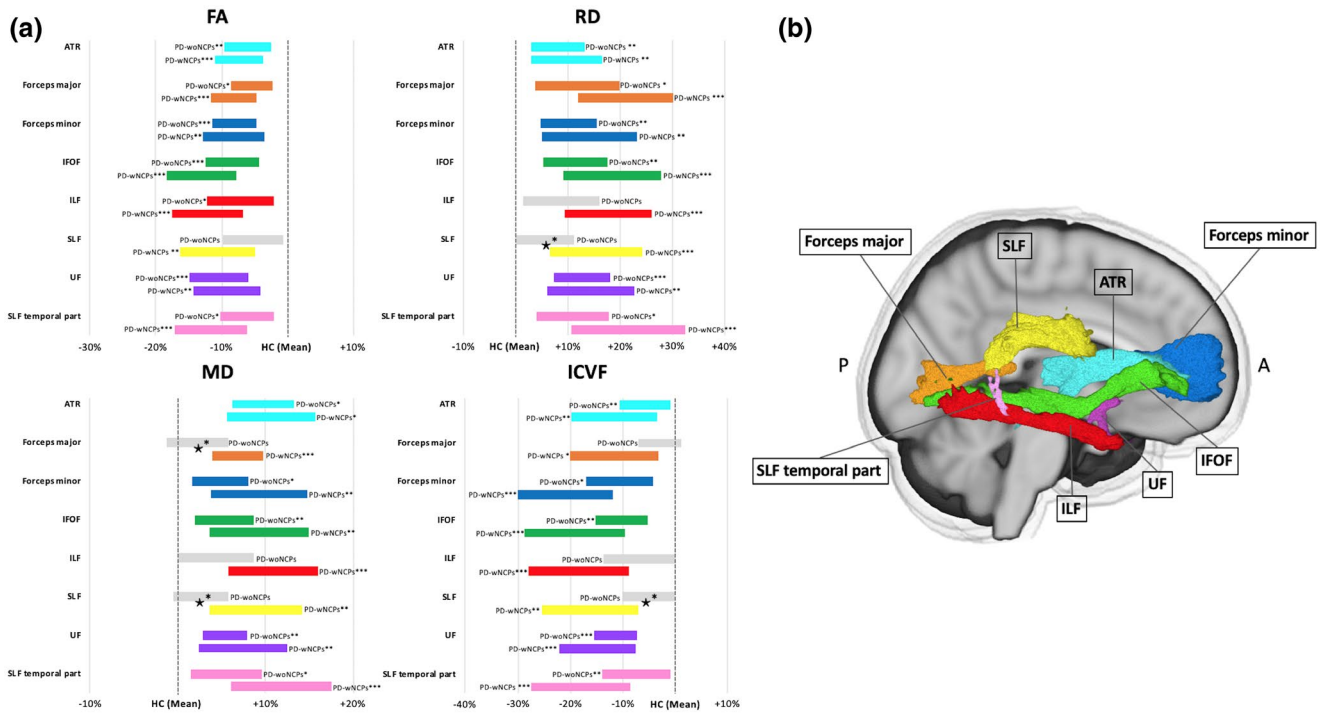 (a)
FA
ATR
PD-woNCPs**
PD-wNCPs***
Forceps major
PD-woNCPs*
PD-wNCPs***
Forceps minor
PD-woNCPs***
PD-wNCPs**
IFOF
PD-woNCPs***
PD-wNCPs***
ILF
PD-woNCPs*
PD-wNCPs***
SLF
PD-woNCPs
PD-wNCPs **
UF
PD-woNCPs***
PD-wNCPs**
SLF temporal part
PD-woNCPs*
PD-wNCPs***
-30% -20% -10% HC (Mean) +10%
RD
ATR
PD-woNCPs **
PD-wNCPs **
Forceps major
PD-woNCPs *
PD-wNCPs ***
Forceps minor
PD-woNCPs**
PD-wNCPs **
IFOF
PD-woNCPs**
PD-wNCPs***
ILF
PD-woNCPs
PD-wNCPs***
SLF
★ *
PD-woNCPs
PD-wNCPs***
UF
PD-woNCPs***
PD-wNCPs**
SLF temporal part
PD-woNCPs*
PD-wNCPs***
-10% HC (Mean) +10% +20% +30% +40%
MD
ATR
PD-woNCPs*
PD-wNCPs*
Forceps major
★ *
PD-woNCPs
PD-wNCPs***
Forceps minor
PD-woNCPs*
PD-wNCPs**
IFOF
PD-woNCPs**
PD-wNCPs**
ILF
PD-woNCPs
PD-wNCPs***
SLF
★ *
PD-woNCPs
PD-wNCPs**
UF
PD-woNCPs**
PD-wNCPs**
SLF temporal part
PD-woNCPs*
PD-wNCPs***
-10% HC (Mean) +10% +20%
ICVF
ATR
PD-woNCPs**
PD-wNCPs**
Forceps major
PD-woNCPs
PD-wNCPs *
Forceps minor
PD-woNCPs*
PD-wNCPs***
IFOF
PD-woNCPs**
PD-wNCPs***
ILF
PD-woNCPs
PD-wNCPs***
SLF
PD-woNCPs
★ *
PD-wNCPs**
UF
PD-woNCPs***
PD-wNCPs***
SLF temporal part
PD-woNCPs**
PD-wNCPs ***
-40% -30% -20% -10% HC (Mean) +10%
(b)
Forceps major
SLF
Forceps minor
ATR
P
A
SLF temporal part
IFOF
UF
ILF